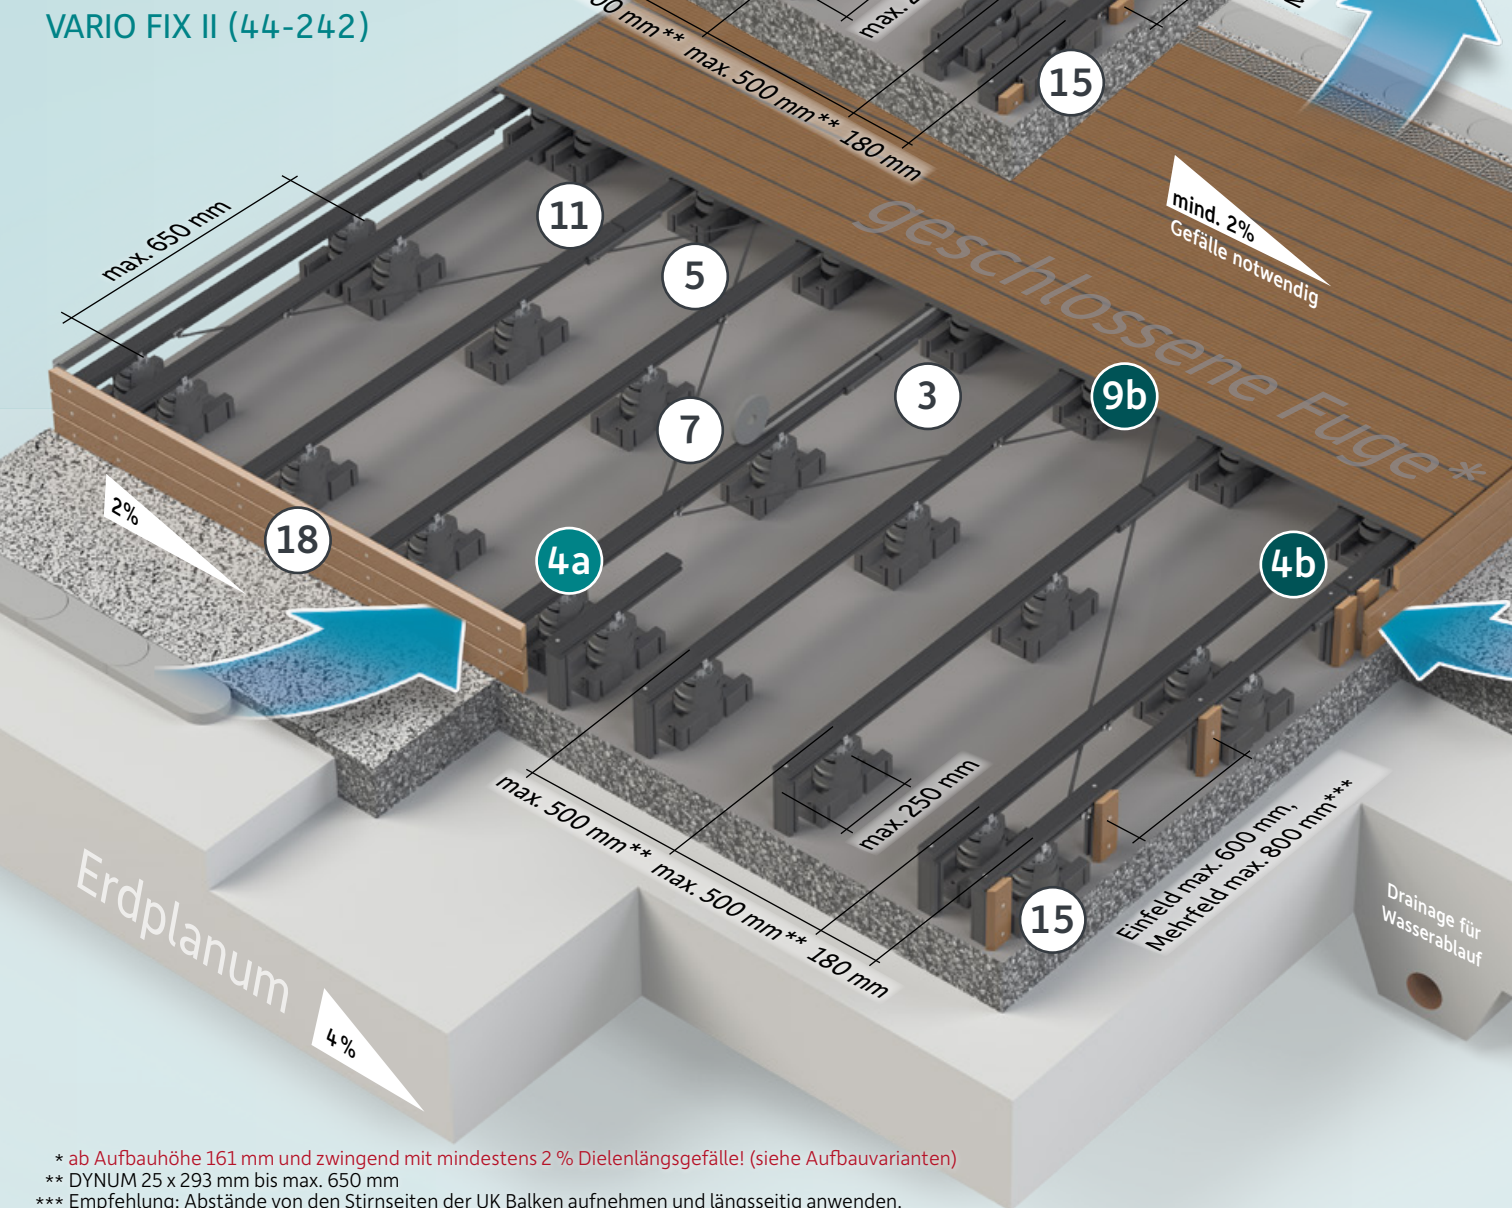 VARIO FIX II (44-242)
max.
00 mm** max. 500 mm** 180 mm
15
mind. 2%
Gefälle notwendig
max. 650 mm
11
5
geschlossene Fuge*
3
9b
7
2%
18
4a
4b
max. 250 mm
max. 500 mm** max. 500 mm** 180 mm
15
Einfeld max. 600 mm,
Mehrfeld max. 800 mm***
Drainage für
Wasserablauf
Erdplanum
4%
* ab Aufbauhöhe 161 mm und zwingend mit mindestens 2 % Dielenlängsgefälle! (siehe Aufbauvarianten)
** DYNUM 25 x 293 mm bis max. 650 mm
*** Empfehlung: Abstände von den Stirnseiten der UK Balken aufnehmen und längsseitig anwenden.